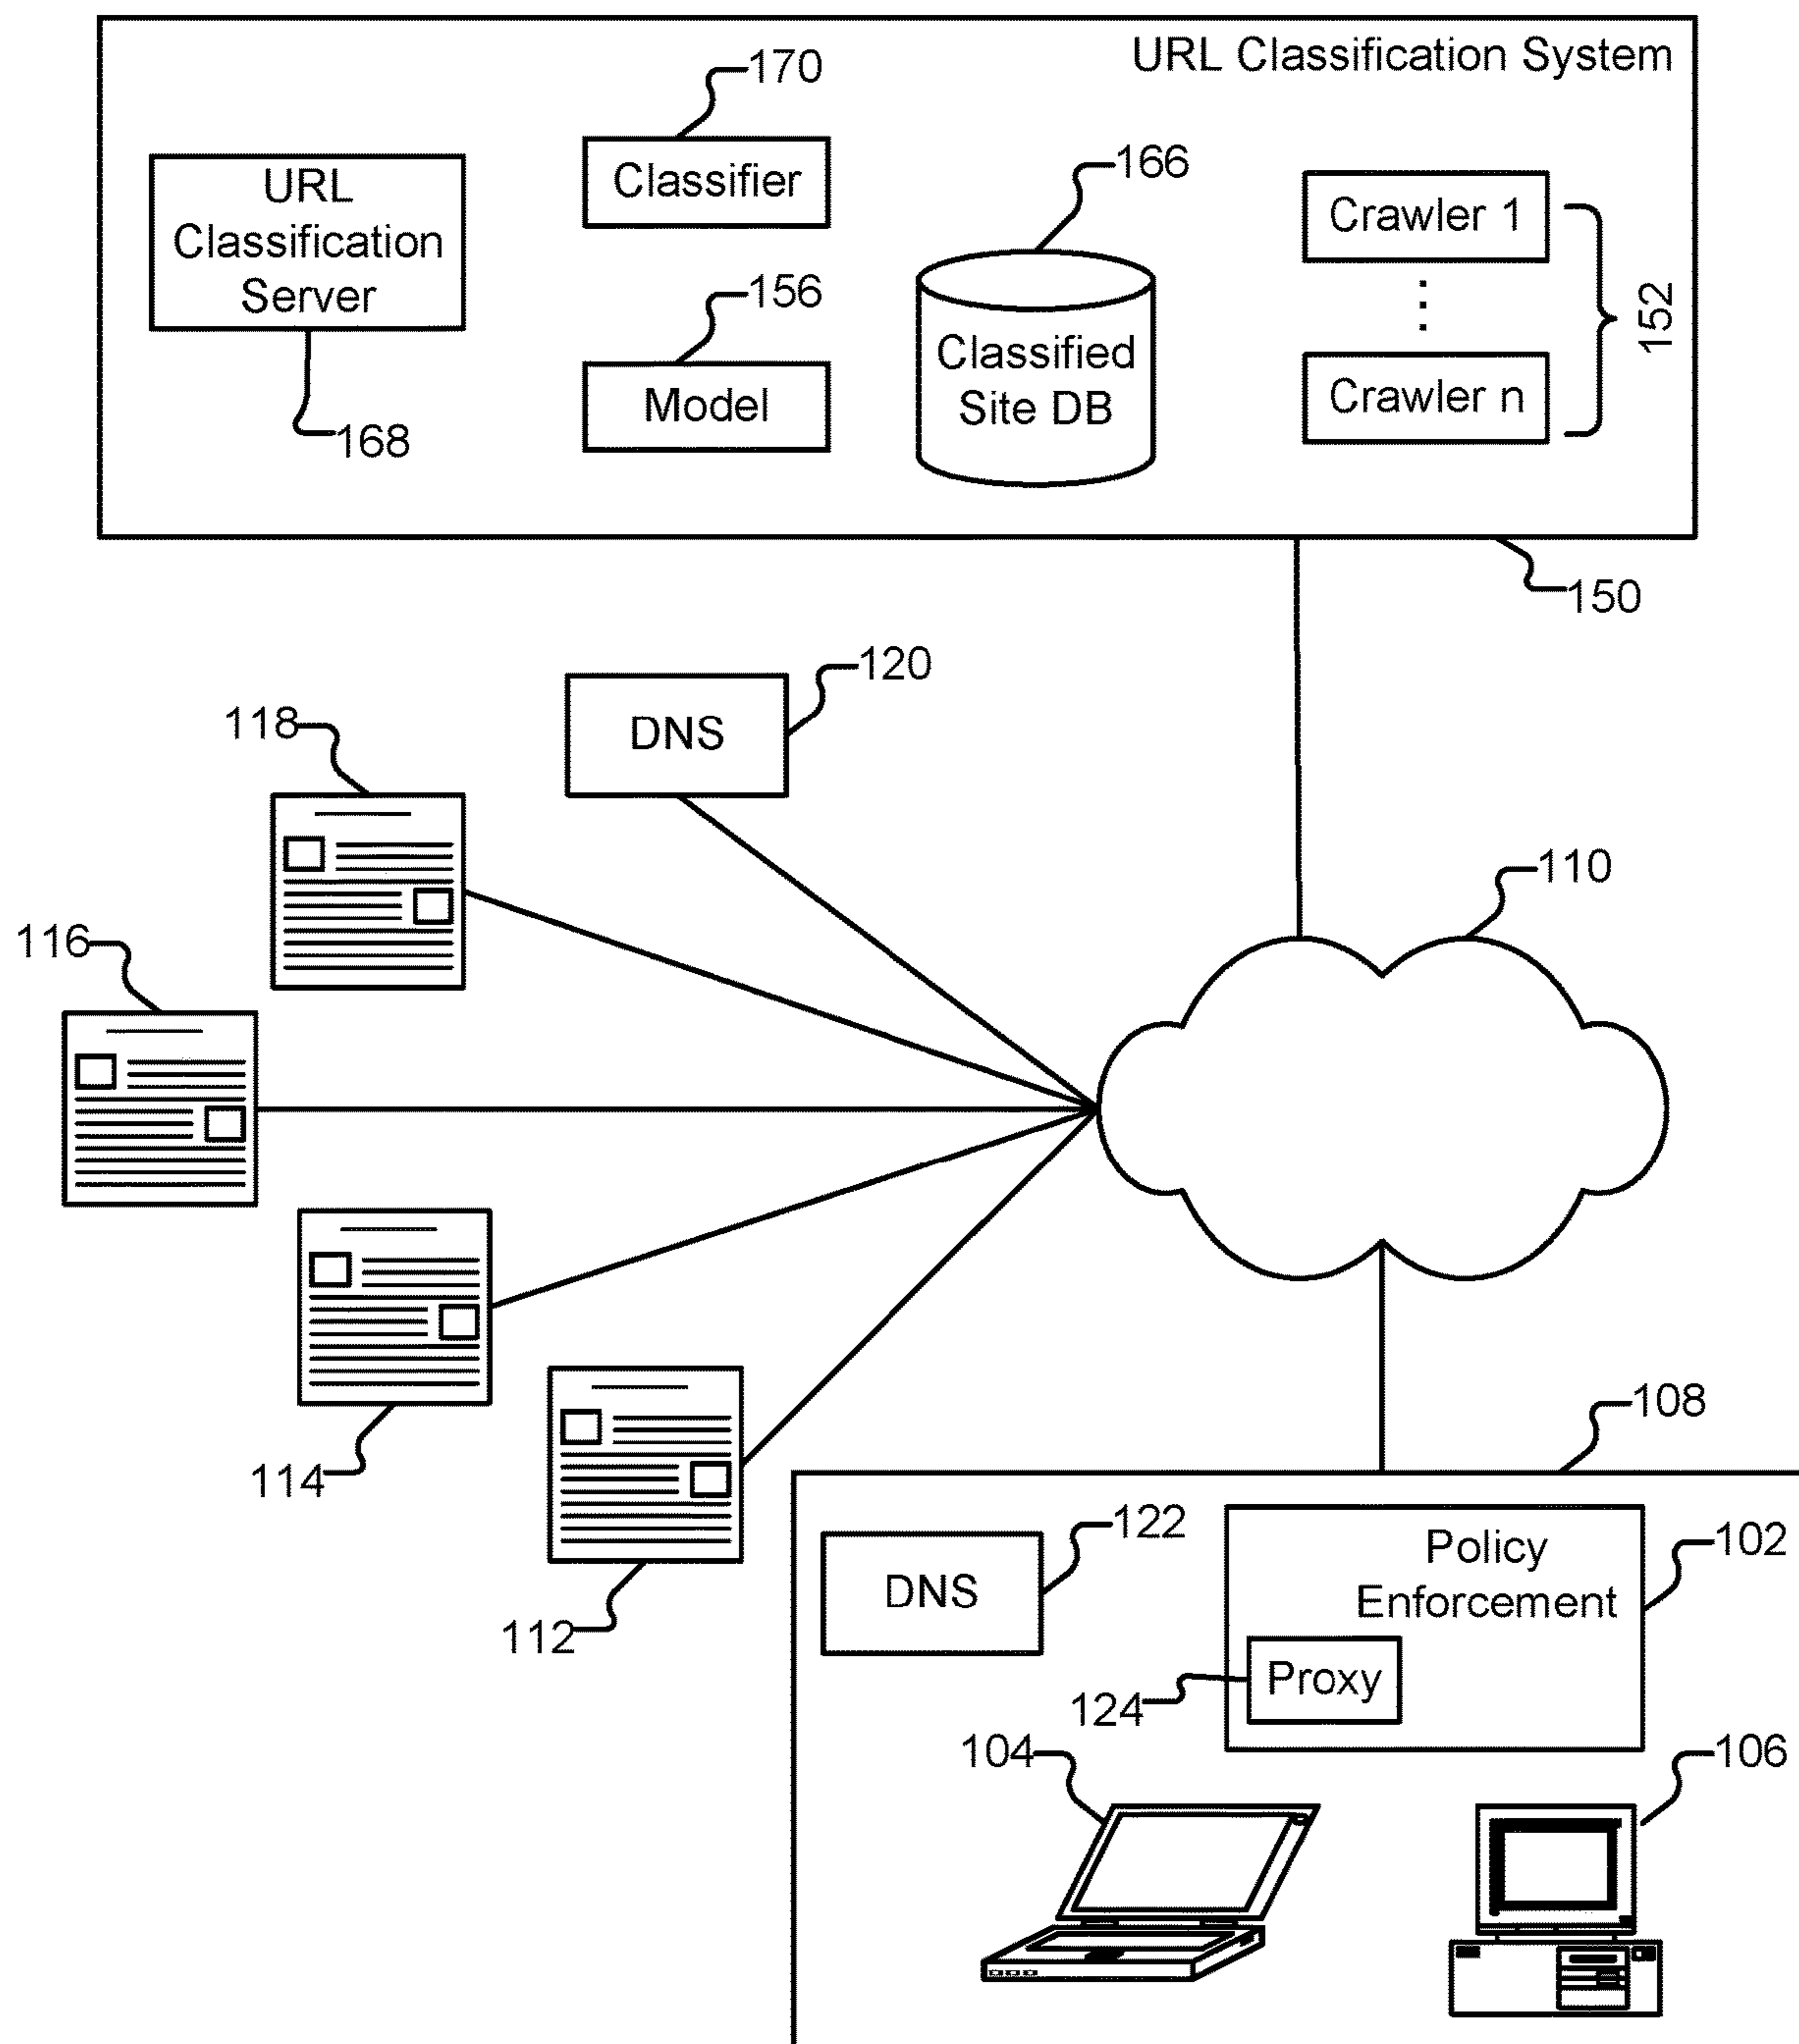 URL Classification System
170
URL
Classification
Server
Classifier
166
Crawler 1
156
⋮
152
Classified
Site DB
Model
Crawler n
168
150
120
DNS
118
110
116
114
108
112
122
DNS
Policy
Enforcement
102
Proxy
124
104
106